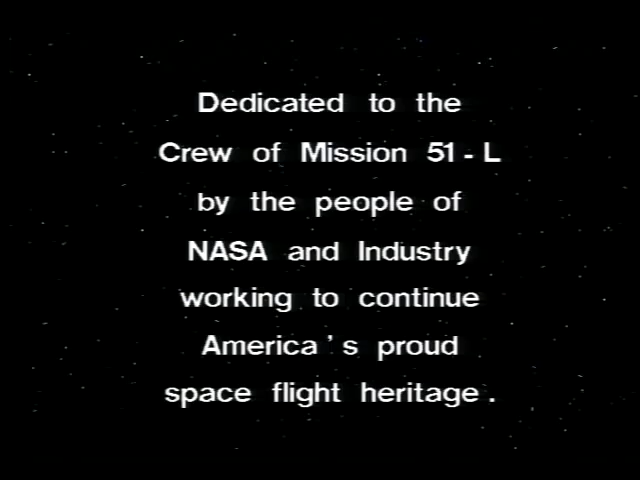 Dedicated to the
Crew of Mission 51 - L
by the people of
NASA and Industry
working to continue
America's proud
space flight heritage.